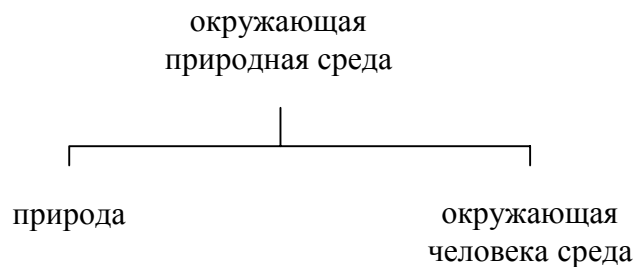 окружающая
природная среда
природа
окружающая
человека среда